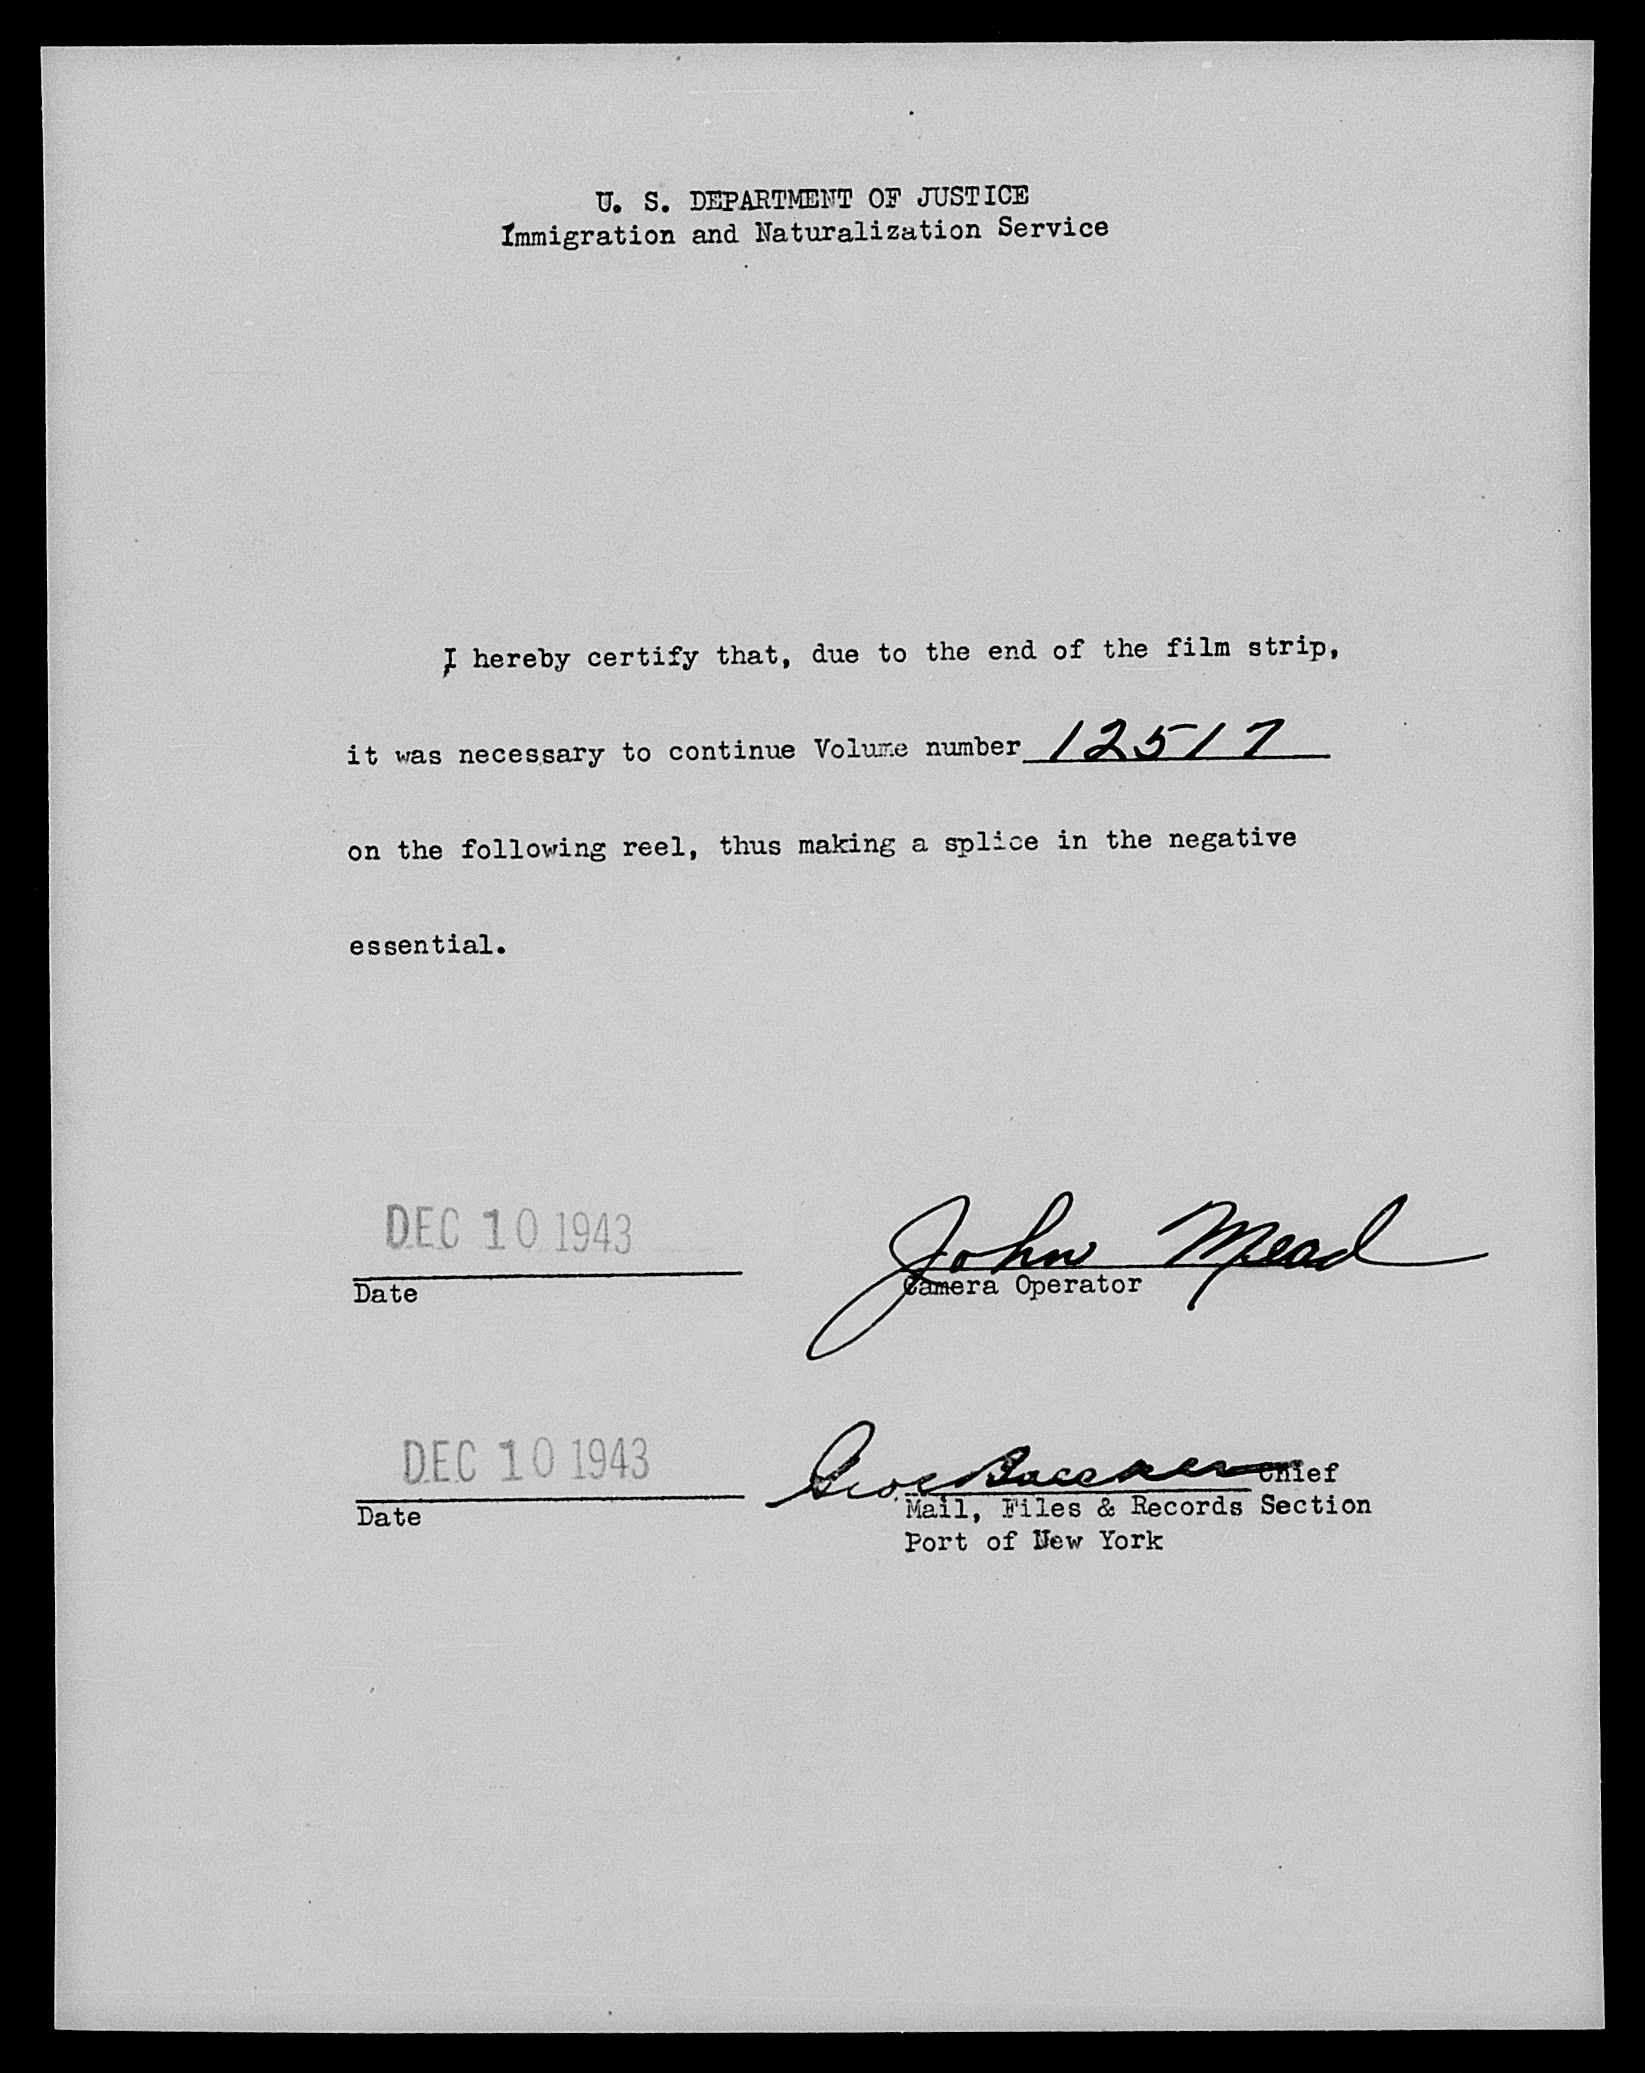 U. S. DEPARTMENT OF JUSTICE
Immigration and Naturalization Service
I hereby certify that, due to the end of the film strip,
it was necessary to continue Volume number 12517
on the following reel, thus making a splice in the negative
essential.
DEC 10 1943
John Mead
Date
Camera Operator
DEC 10 1943
Geo Chief
Date
Mail, Files & Records Section
Port of New York